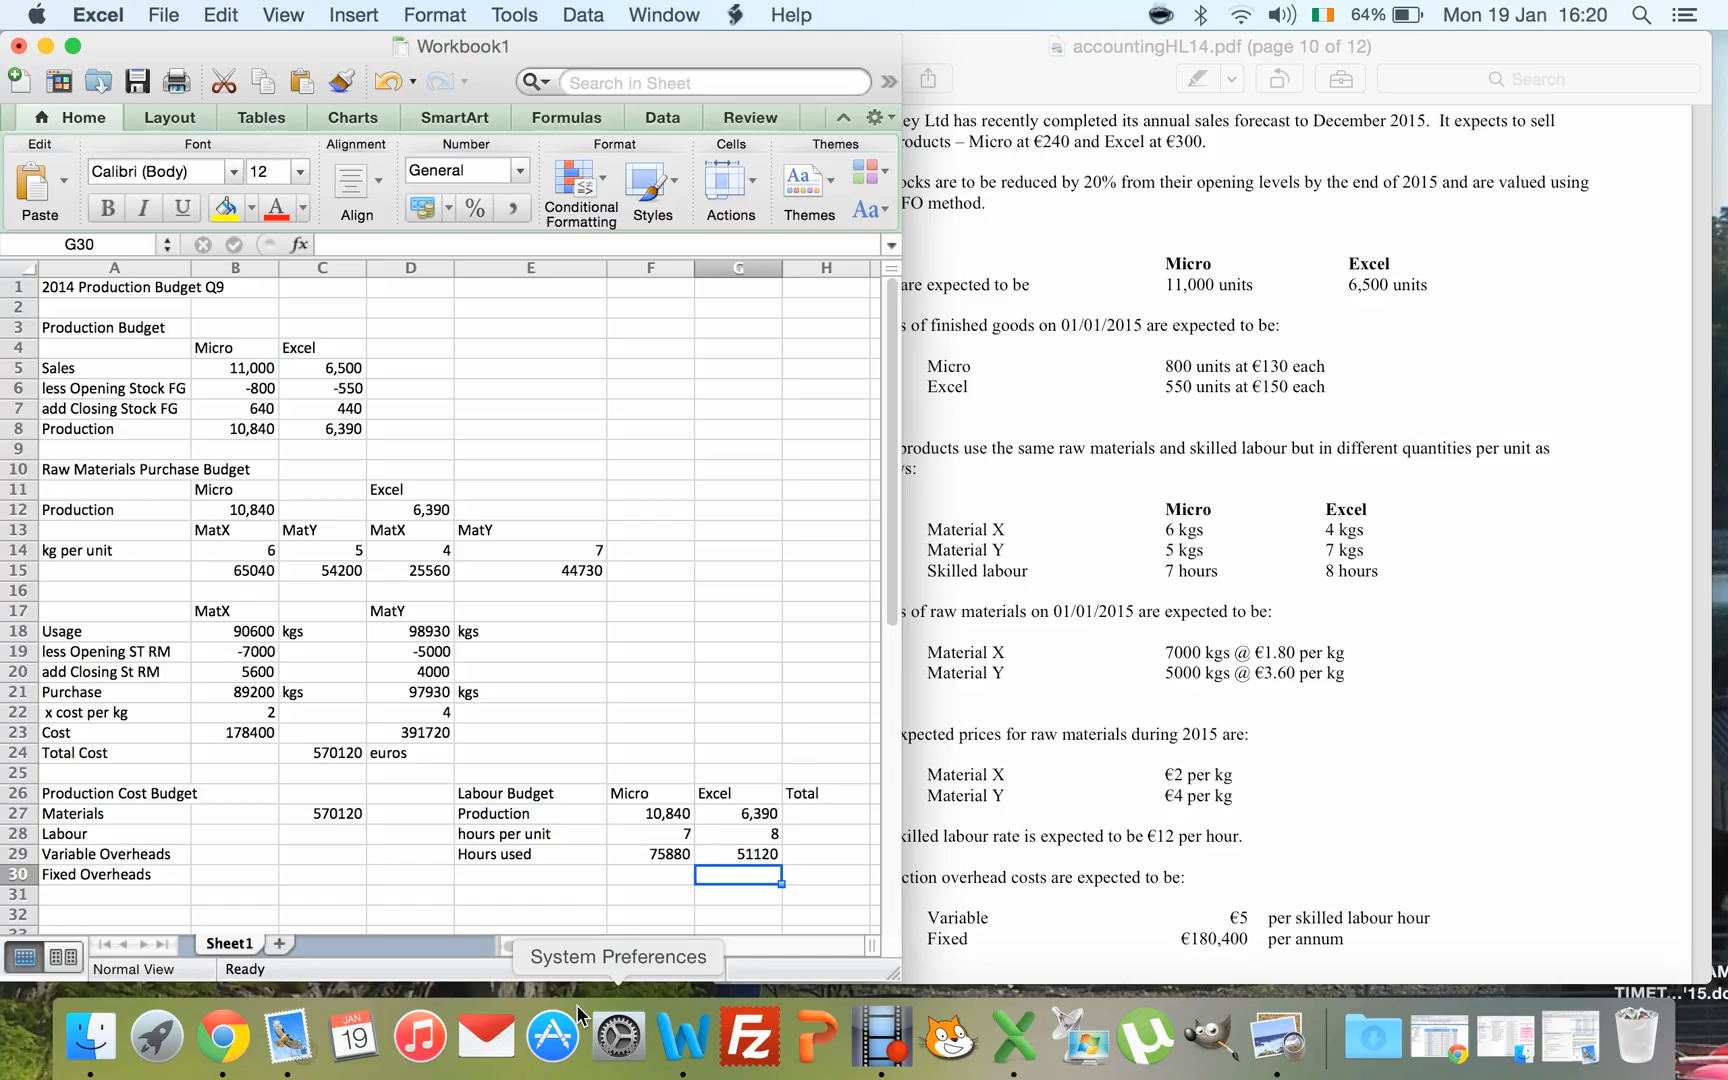 Excel File Edit View Insert Format Tools Data Window Help 64% Mon 19 Jan 16:20
Workbook1
Search in Sheet
Home Layout Tables Charts SmartArt Formulas Data Review
Edit Font Alignment Number Format Cells Themes
Calibri (Body) 12 General
Paste B I U Align % Conditional Formatting Styles Actions Themes Aa
G30 fx
A B C D E F G H
1 2014 Production Budget Q9
2
3 Production Budget
4 Micro Excel
5 Sales 11,000 6,500
6 less Opening Stock FG -800 -550
7 add Closing Stock FG 640 440
8 Production 10,840 6,390
9
10 Raw Materials Purchase Budget
11 Micro Excel
12 Production 10,840 6,390
13 MatX MatY MatX MatY
14 kg per unit 6 5 4 7
15 65040 54200 25560 44730
16
17 MatX MatY
18 Usage 90600 kgs 98930 kgs
19 less Opening ST RM -7000 -5000
20 add Closing St RM 5600 4000
21 Purchase 89200 kgs 97930 kgs
22 x cost per kg 2 4
23 Cost 178400 391720
24 Total Cost 570120 euros
25
26 Production Cost Budget Labour Budget Micro Excel Total
27 Materials 570120 Production 10,840 6,390
28 Labour hours per unit 7 8
29 Variable Overheads Hours used 75880 51120
30 Fixed Overheads
31
32
Sheet1
Normal View Ready
System Preferences
accountingHL14.pdf (page 10 of 12)
Search
ey Ltd has recently completed its annual sales forecast to December 2015. It expects to sell
roducts – Micro at €240 and Excel at €300.
ocks are to be reduced by 20% from their opening levels by the end of 2015 and are valued using
FO method.
Micro Excel
are expected to be 11,000 units 6,500 units
s of finished goods on 01/01/2015 are expected to be:
Micro 800 units at €130 each
Excel 550 units at €150 each
products use the same raw materials and skilled labour but in different quantities per unit as
ws:
Micro Excel
Material X 6 kgs 4 kgs
Material Y 5 kgs 7 kgs
Skilled labour 7 hours 8 hours
s of raw materials on 01/01/2015 are expected to be:
Material X 7000 kgs @ €1.80 per kg
Material Y 5000 kgs @ €3.60 per kg
xpected prices for raw materials during 2015 are:
Material X €2 per kg
Material Y €4 per kg
killed labour rate is expected to be €12 per hour.
ction overhead costs are expected to be:
Variable €5 per skilled labour hour
Fixed €180,400 per annum
TIMET...'15.do
JAN
19